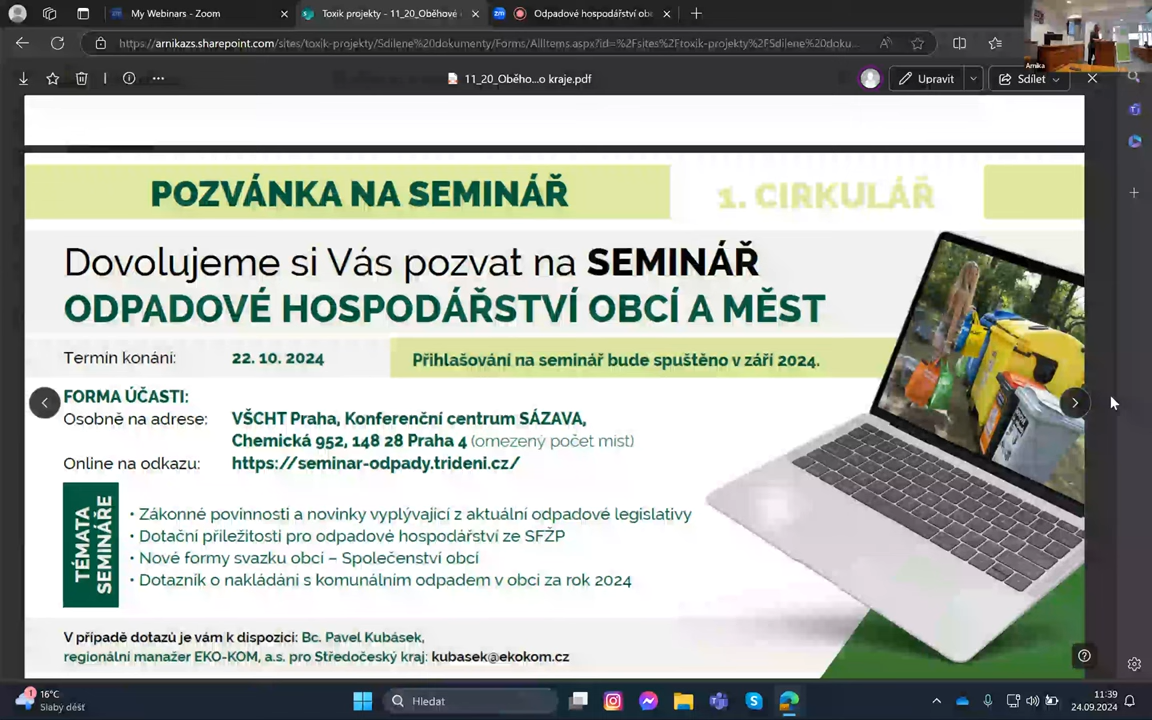 My Webinars - Zoom
Toxik projekty - 11_20_Oběhové
Odpadové hospodářství ob
https://arnikazs.sharepoint.com/sites/toxik-projekty/Sdilene%20dokumenty/Forms/AllItems.aspx?id=%2Fsites%2Ftoxik-projekty%2FSdilene%20doku...
Arnika
11_20_Oběho...o kraje.pdf
Upravit
Sdílet
POZVÁNKA NA SEMINÁŘ
1. CIRKULÁŘ
Dovolujeme si Vás pozvat na SEMINÁŘ
ODPADOVÉ HOSPODÁŘSTVÍ OBCÍ A MĚST
Termín konání: 22. 10. 2024
Přihlašování na seminář bude spuštěno v září 2024.
FORMA ÚČASTI:
Osobně na adrese: VŠCHT Praha, Konferenční centrum SÁZAVA,
Chemická 952, 148 28 Praha 4 (omezený počet míst)
Online na odkazu: https://seminar-odpady.trideni.cz/
TÉMATA
SEMINÁŘE
• Zákonné povinnosti a novinky vyplývající z aktuální odpadové legislativy
• Dotační příležitosti pro odpadové hospodářství ze SFŽP
• Nové formy svazku obcí – Společenství obcí
• Dotazník o nakládání s komunálním odpadem v obci za rok 2024
V případě dotazů je vám k dispozici: Bc. Pavel Kubásek,
regionální manažer EKO-KOM, a.s. pro Středočeský kraj: kubasek@ekokom.cz
1
16°C
Slabý déšť
Hledat
11:39
24.09.2024